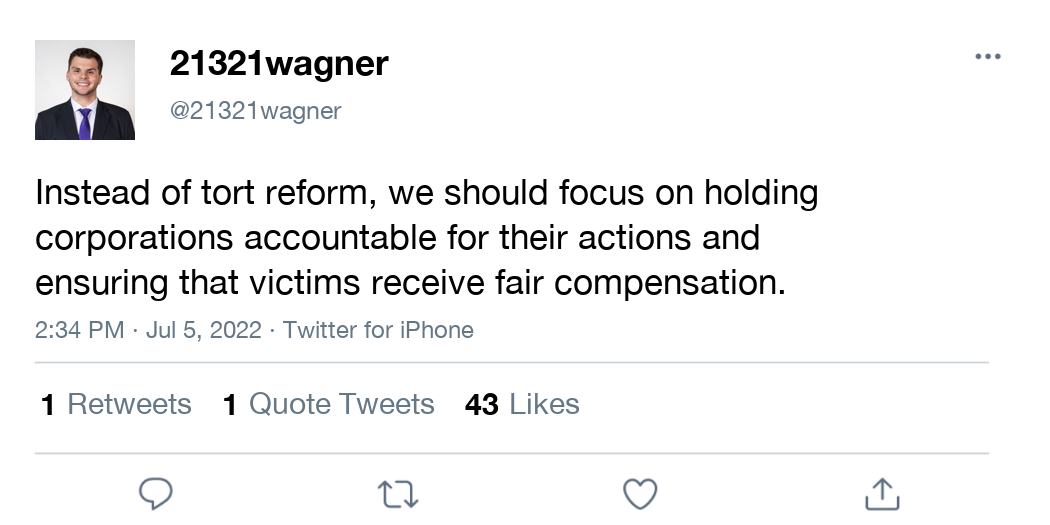 21321wagner
@21321wagner
Instead of tort reform, we should focus on holding
corporations accountable for their actions and
ensuring that victims receive fair compensation.
2:34 PM · Jul 5, 2022 · Twitter for iPhone
1 Retweets 1 Quote Tweets 43 Likes